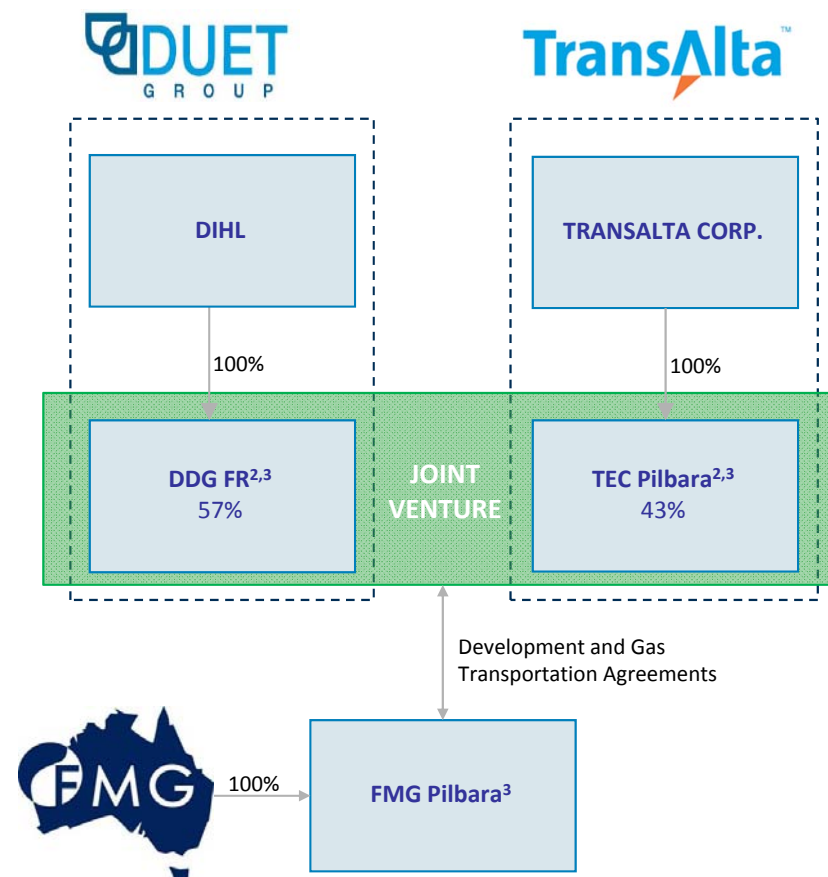 DUET
GROUP
TransAlta™
DIHL
TRANSALTA CORP.
100%
100%
DDG FR2,3
57%
JOINT
VENTURE
TEC Pilbara2,3
43%
Development and Gas
Transportation Agreements
FMG
100%
FMG Pilbara3